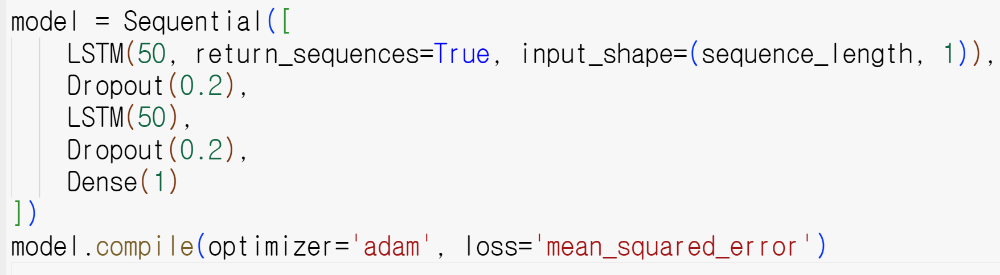 model = Sequential([
    LSTM(50, return_sequences=True, input_shape=(sequence_length, 1)),
    Dropout(0.2),
    LSTM(50),
    Dropout(0.2),
    Dense(1)
])
model.compile(optimizer='adam', loss='mean_squared_error')